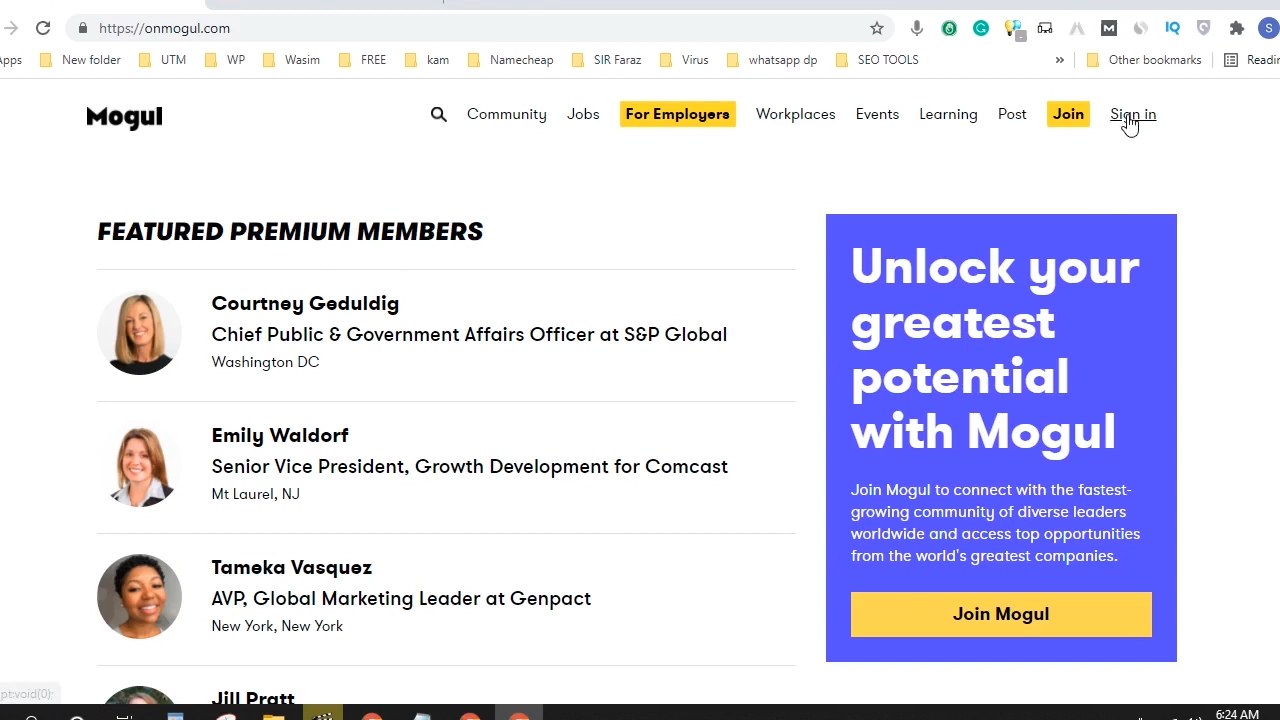 https://onmogul.com
S
pps New folder UTM WP Wasim FREE kam Namecheap SIR Faraz Virus whatsapp dp SEO TOOLS » Other bookmarks Readin
Mogul Community Jobs For Employers Workplaces Events Learning Post Join Sign in
FEATURED PREMIUM MEMBERS
Courtney Geduldig
Chief Public & Government Affairs Officer at S&P Global
Washington DC
Emily Waldorf
Senior Vice President, Growth Development for Comcast
Mt Laurel, NJ
Tameka Vasquez
AVP, Global Marketing Leader at Genpact
New York, New York
Jill Pratt
Unlock your
greatest
potential
with Mogul
Join Mogul to connect with the fastest-
growing community of diverse leaders
worldwide and access top opportunities
from the world's greatest companies.
Join Mogul
pt:void(0);
6:24 AM